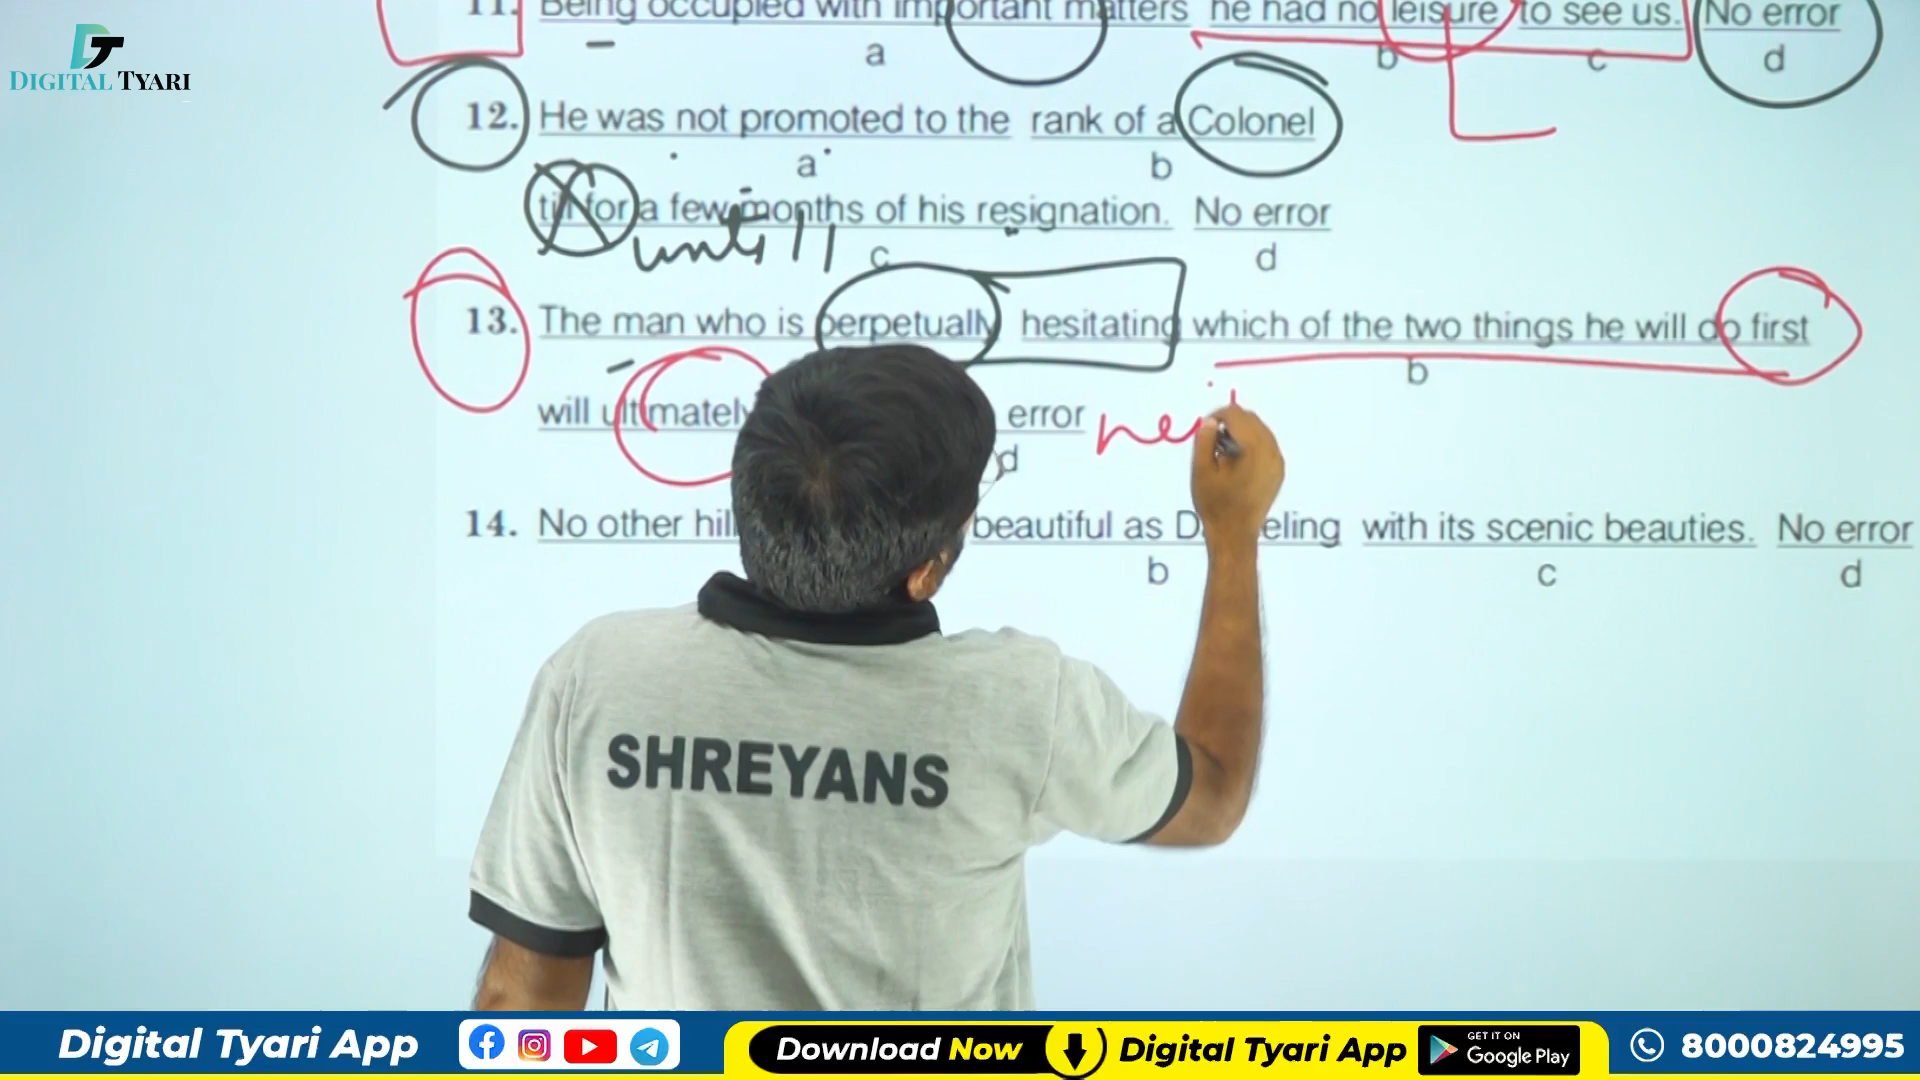 11. Being occupied with important matters he had no leisure to see us. No error
a b c d
DT
DIGITAL TYARI
12. He was not promoted to the rank of a Colonel
a b
till for a few months of his resignation. No error
until
c d
13. The man who is perpetually hesitating which of the two things he will do first
b
will ultimately error
d
14. No other hill beautiful as with its scenic beauties. No error
b c d
SHREYANS
Digital Tyari App Download Now Digital Tyari App GET IT ON Google Play 8000824995